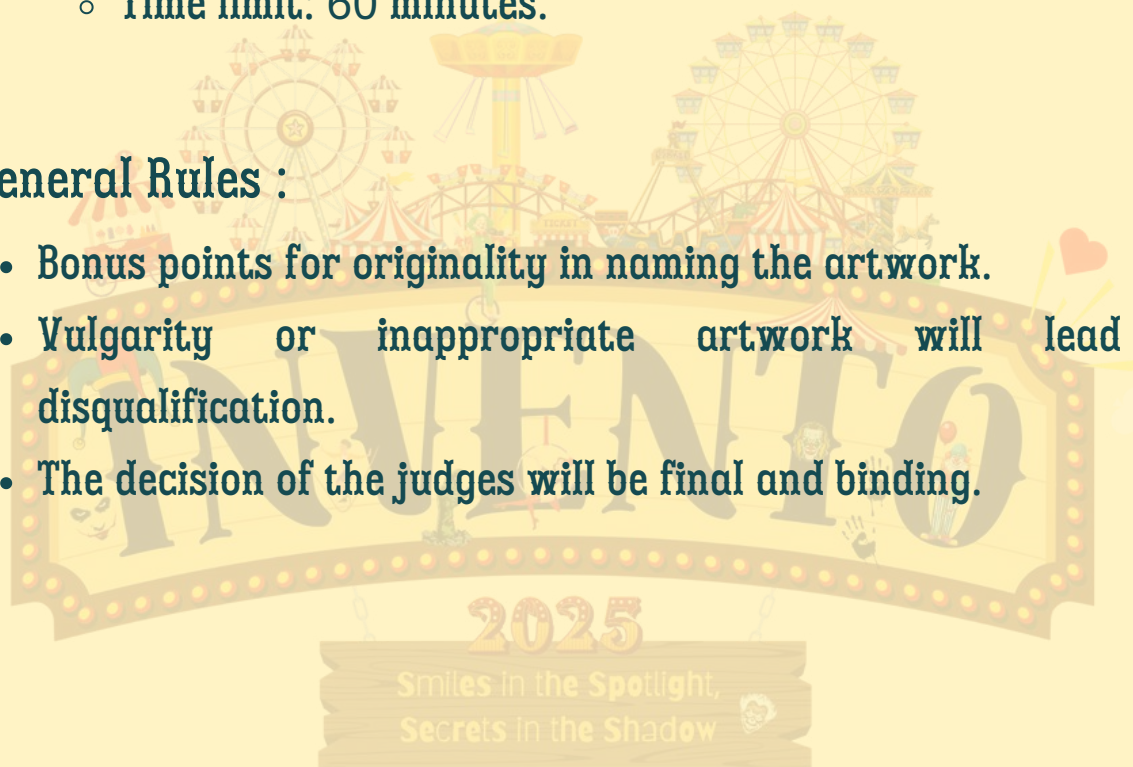 Time limit: 60 minutes.
eneral Rules :
• Bonus points for originality in naming the artwork.
• Vulgarity or inappropriate artwork will lead
disqualification.
• The decision of the judges will be final and binding.
TICKET
INVENTO
2025
Smiles in the Spotlight,
Secrets in the Shadow